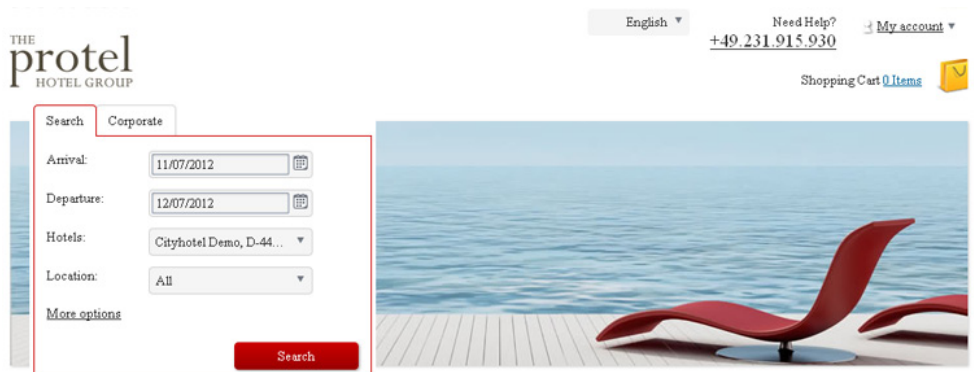 THE
protel
HOTEL GROUP
English
Need Help?
+49.231.915.930
My account
Shopping Cart 0 Items
Search
Corporate
Arrival:
11/07/2012
Departure:
12/07/2012
Hotels:
Cityhotel Demo, D-44...
Location:
All
More options
Search